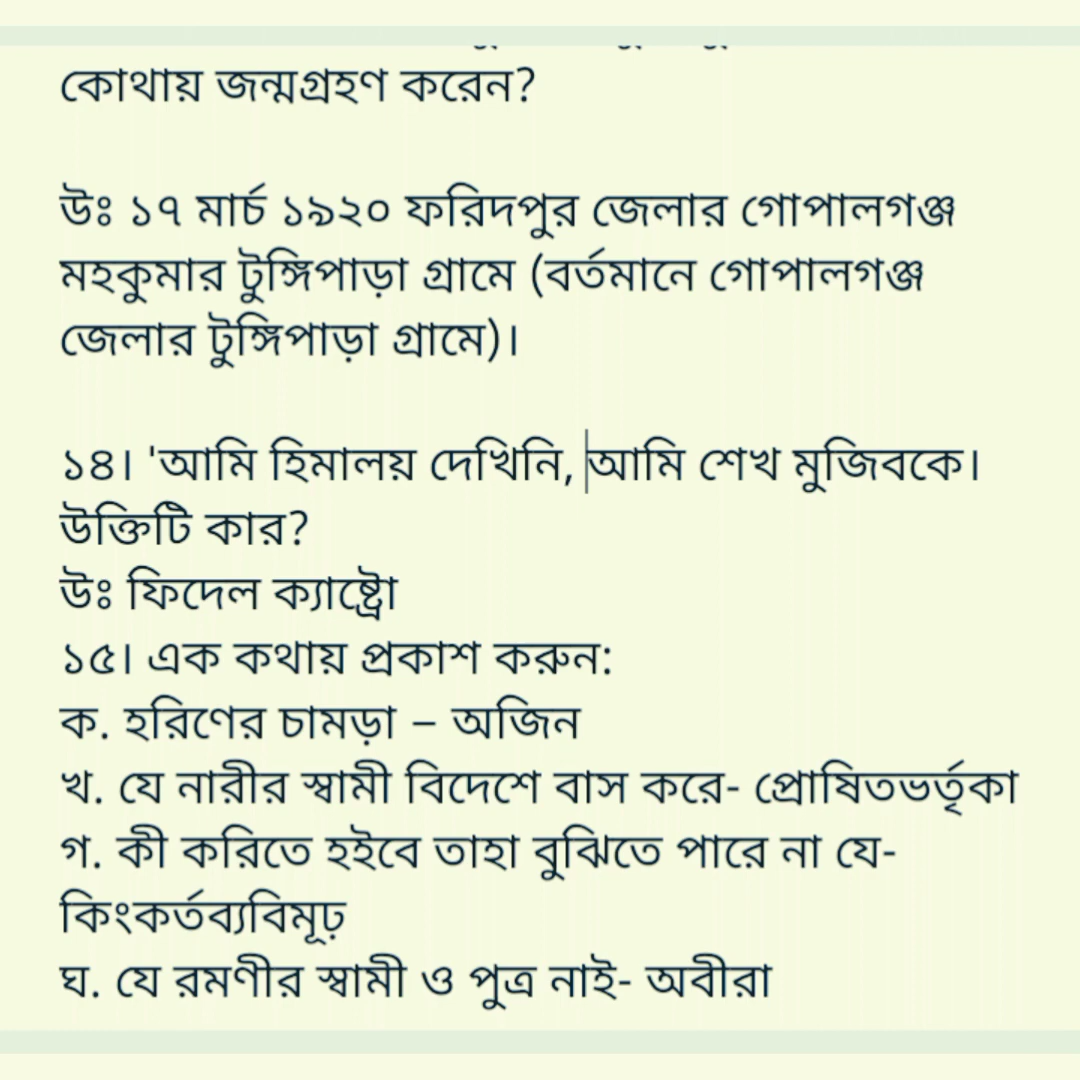 কোথায় জন্মগ্রহণ করেন?
উঃ ১৭ মার্চ ১৯২০ ফরিদপুর জেলার গোপালগঞ্জ
মহকুমার টুঙ্গিপাড়া গ্রামে (বর্তমানে গোপালগঞ্জ
জেলার টুঙ্গিপাড়া গ্রামে)।
১৪। 'আমি হিমালয় দেখিনি, আমি শেখ মুজিবকে।
উক্তিটি কার?
উঃ ফিদেল ক্যাষ্ট্রো
১৫। এক কথায় প্রকাশ করুন:
ক. হরিণের চামড়া – অজিন
খ. যে নারীর স্বামী বিদেশে বাস করে- প্রোষিতভর্তৃকা
গ. কী করিতে হইবে তাহা বুঝিতে পারে না যে-
কিংকর্তব্যবিমূঢ়
ঘ. যে রমণীর স্বামী ও পুত্র নাই- অবীরা